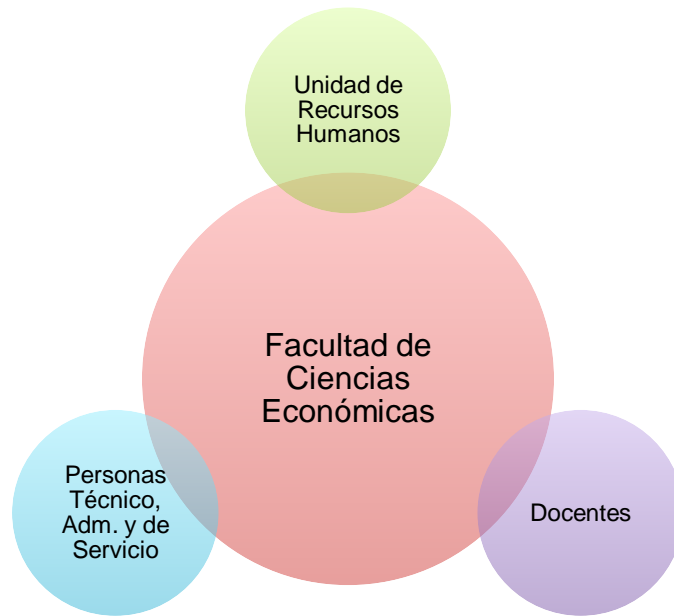 Unidad de
Recursos
Humanos
Facultad de
Ciencias
Económicas
Personas
Técnico,
Adm. y de
Servicio
Docentes